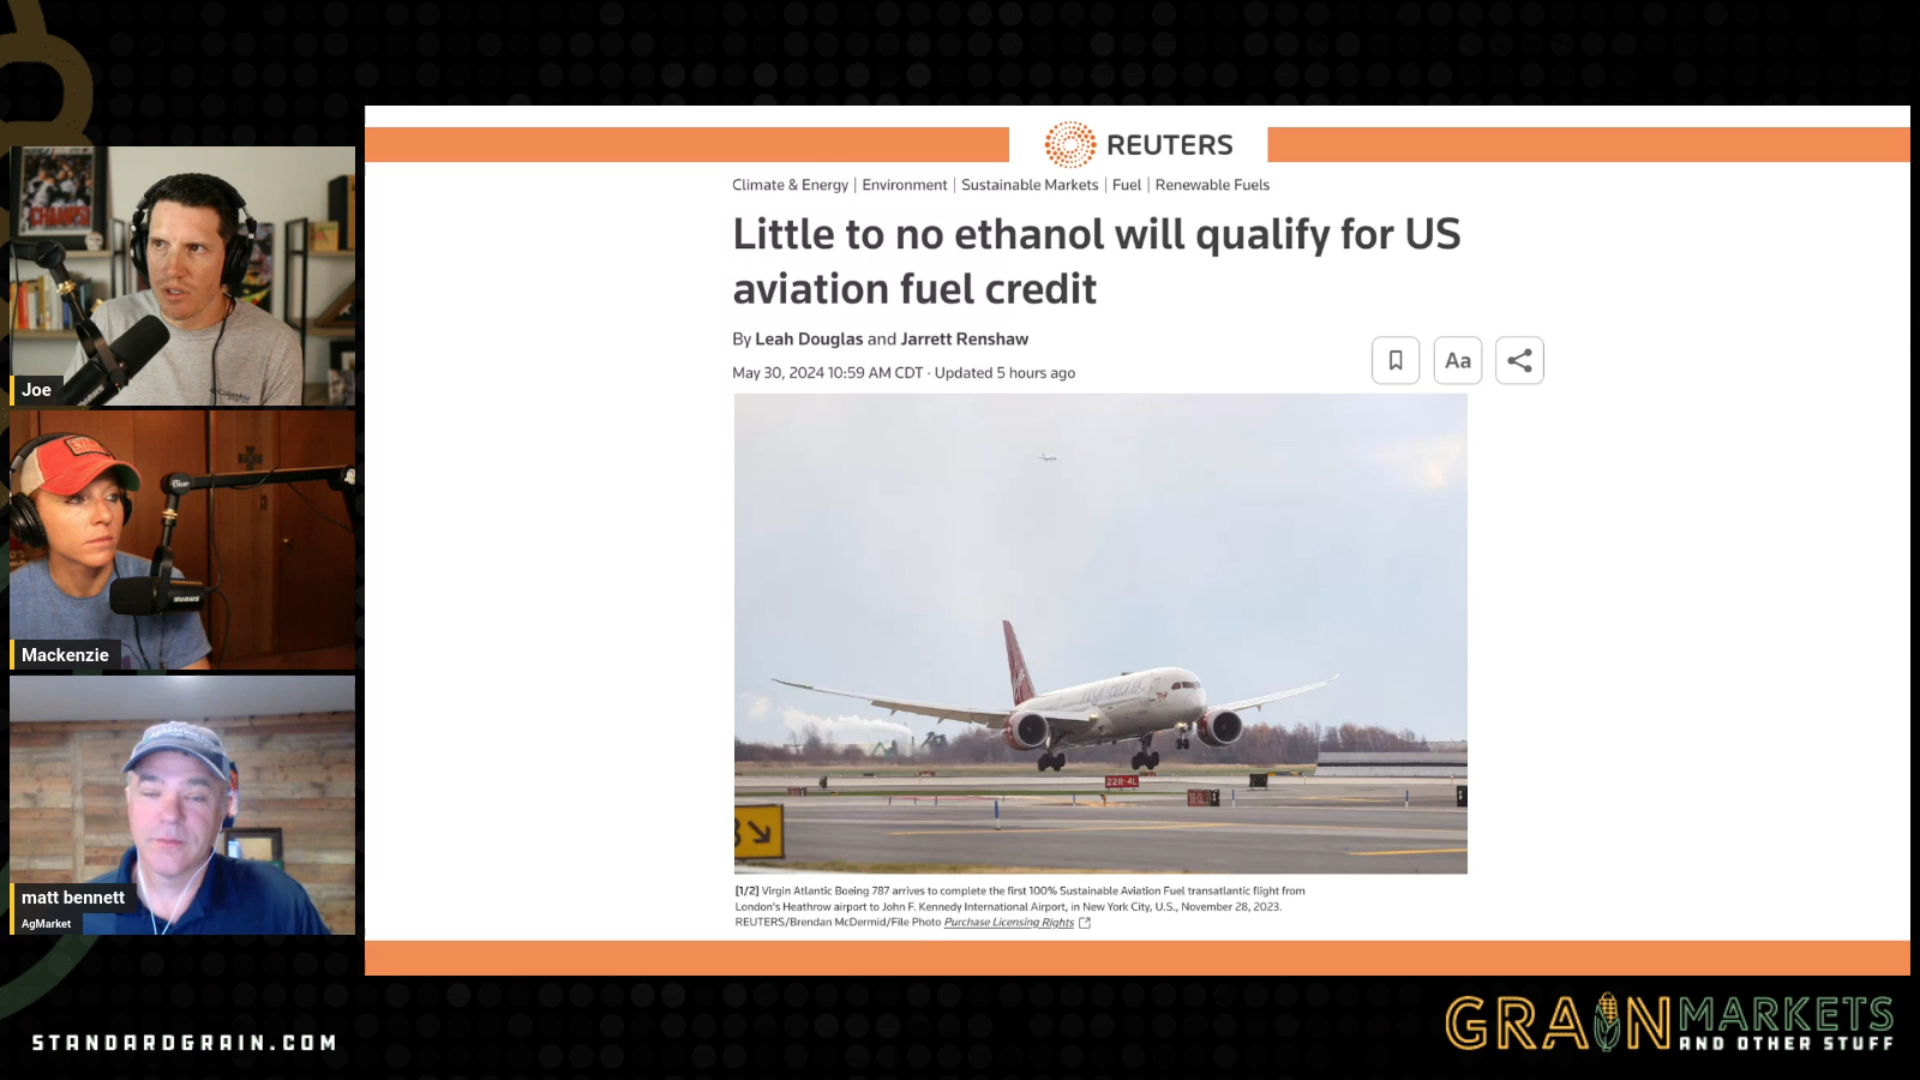 REUTERS
Climate & Energy | Environment | Sustainable Markets | Fuel | Renewable Fuels
Little to no ethanol will qualify for US
aviation fuel credit
By Leah Douglas and Jarrett Renshaw
May 30, 2024 10:59 AM CDT · Updated 5 hours ago
Aa
22R-4L
[1/2] Virgin Atlantic Boeing 787 arrives to complete the first 100% Sustainable Aviation Fuel transatlantic flight from
London's Heathrow airport to John F. Kennedy International Airport, in New York City, U.S., November 28, 2023.
REUTERS/Brendan McDermid/File Photo Purchase Licensing Rights
CHAMPS!
Joe
Mackenzie
matt bennett
AgMarket
STANDARDGRAIN.COM
GRAIN MARKETS
AND OTHER STUFF